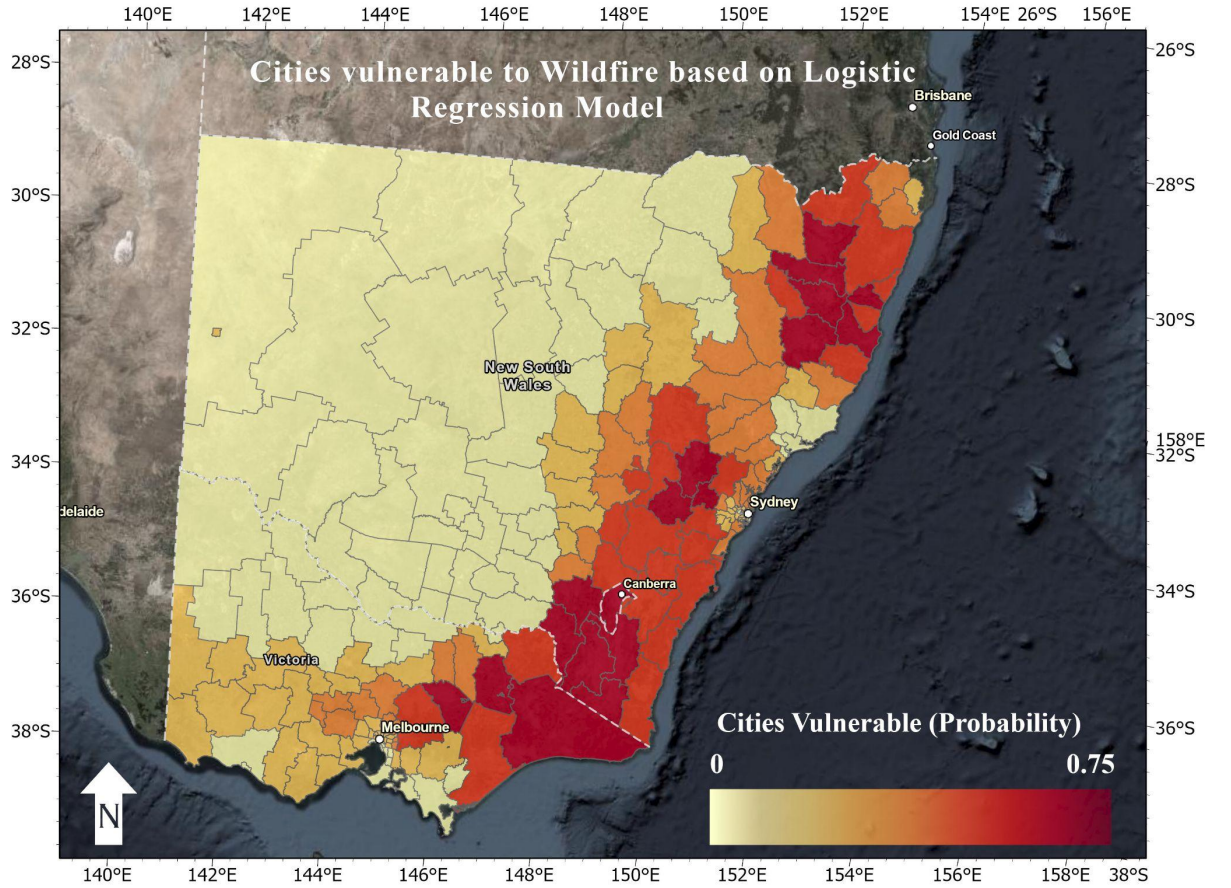 140°E 142°E 144°E 146°E 148°E 150°E 152°E 154°E 26°S 156°E
28°S
26°S
Cities vulnerable to Wildfire based on Logistic
Regression Model
Brisbane
Gold Coast
30°S
28°S
32°S
30°S
New South
Wales
158°E
32°S
34°S
Sydney
delaide
Canberra
36°S
34°S
Victoria
38°S
Melbourne
36°S
Cities Vulnerable (Probability)
0 0.75
N
140°E 142°E 144°E 146°E 148°E 150°E 152°E 154°E 156°E 158°E 38°S